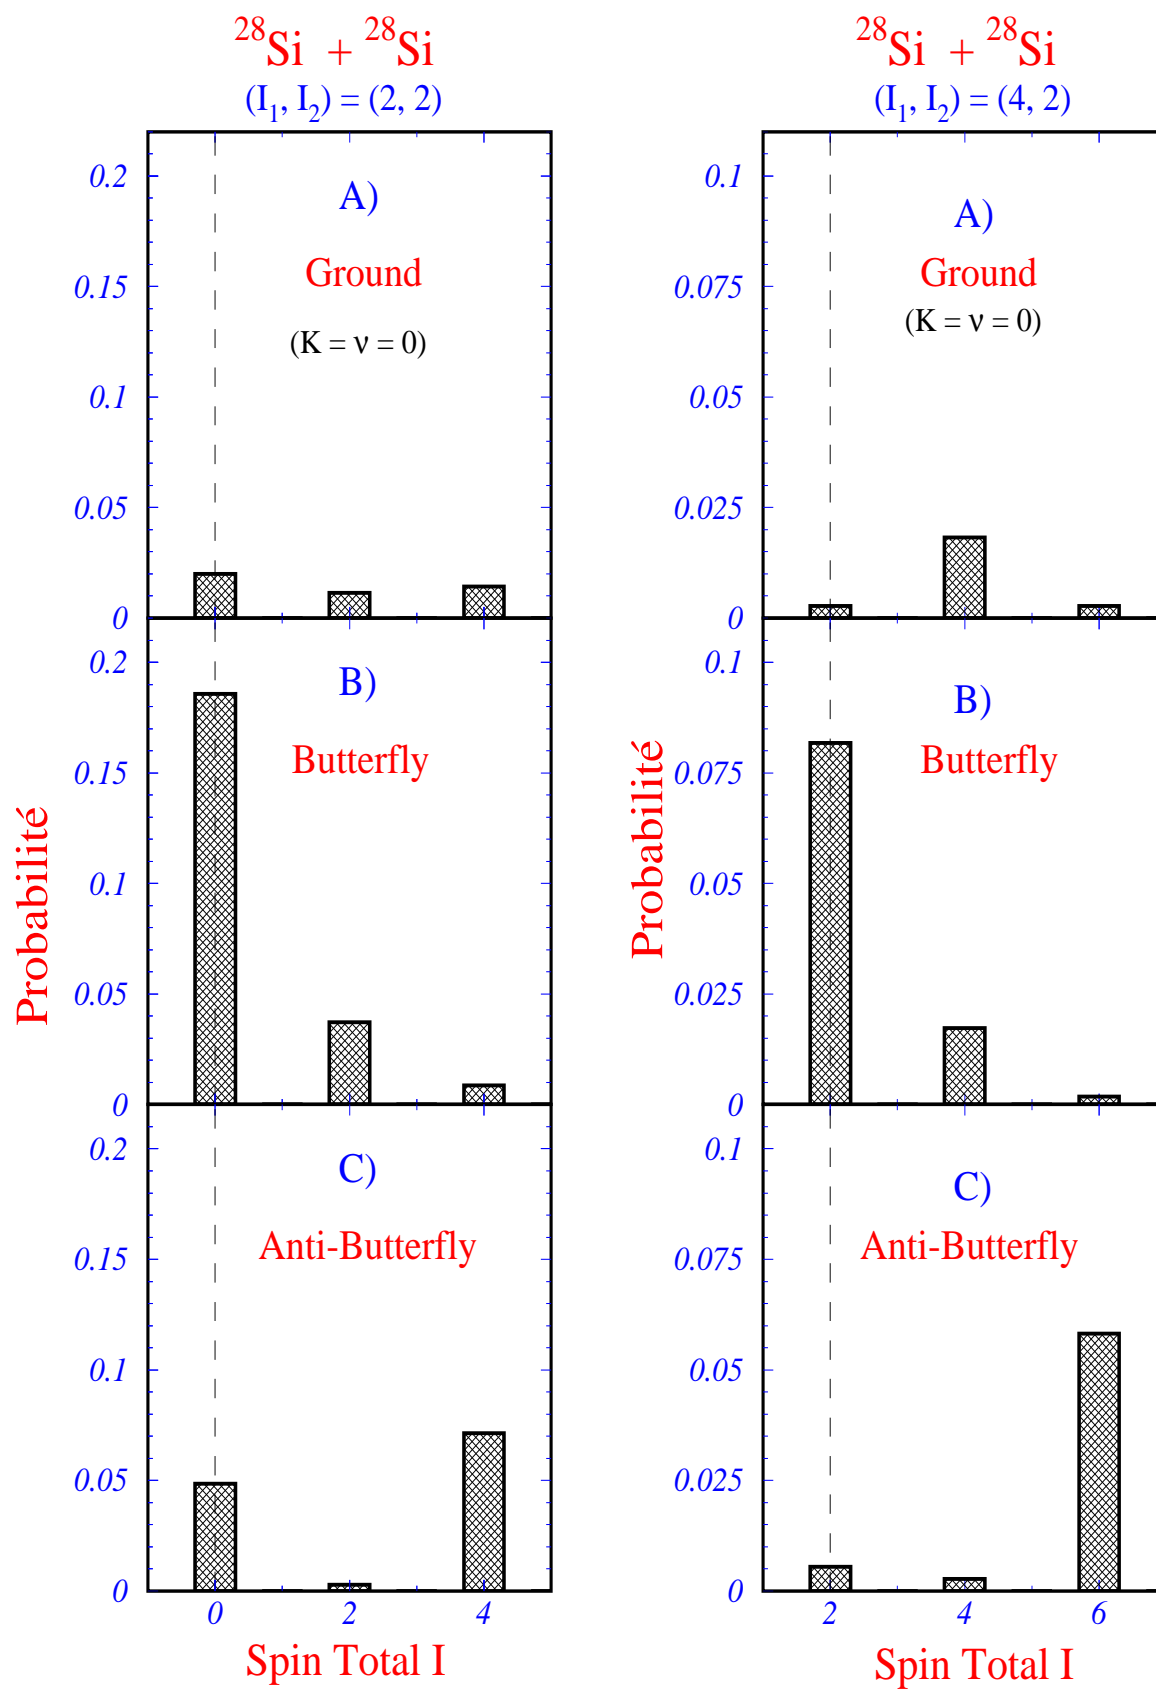 ²⁸Si + ²⁸Si
(I₁, I₂) = (2, 2)
0.2
A)
Ground
0.15
(K = ν = 0)
0.1
0.05
0
0.2
B)
Butterfly
0.15
0.1
0.05
0
0.2
C)
Anti-Butterfly
0.15
0.1
0.05
0
0 2 4
Spin Total I
Probabilité
²⁸Si + ²⁸Si
(I₁, I₂) = (4, 2)
0.1
A)
Ground
0.075
(K = ν = 0)
0.05
0.025
0
0.1
B)
Butterfly
0.075
0.05
0.025
0
0.1
C)
Anti-Butterfly
0.075
0.05
0.025
0
2 4 6
Spin Total I
Probabilité